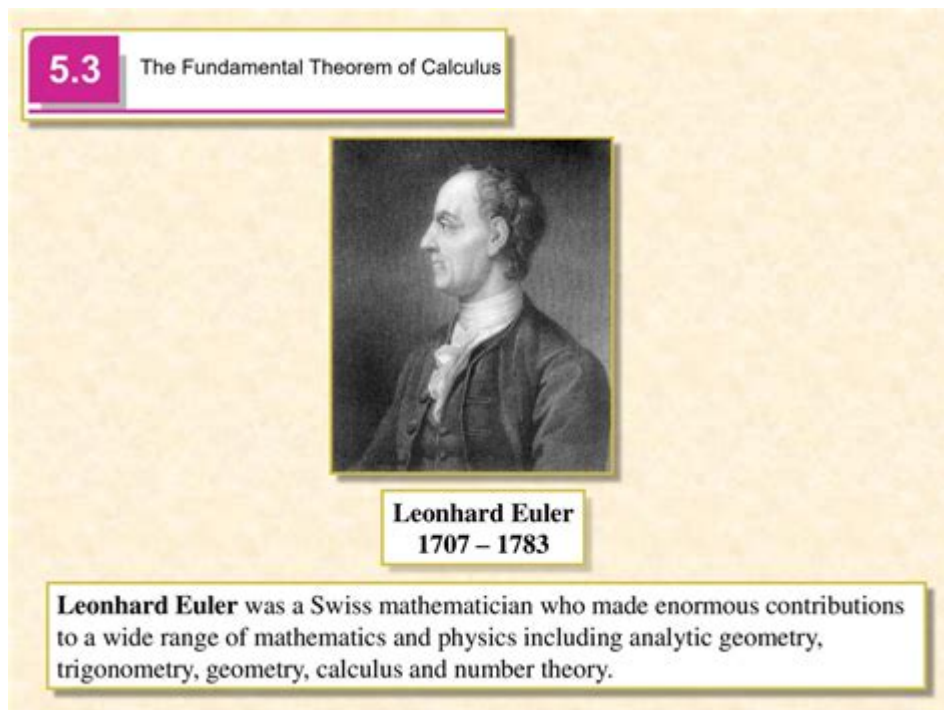 5.3
The Fundamental Theorem of Calculus
Leonhard Euler
1707 – 1783
Leonhard Euler was a Swiss mathematician who made enormous contributions
to a wide range of mathematics and physics including analytic geometry,
trigonometry, geometry, calculus and number theory.